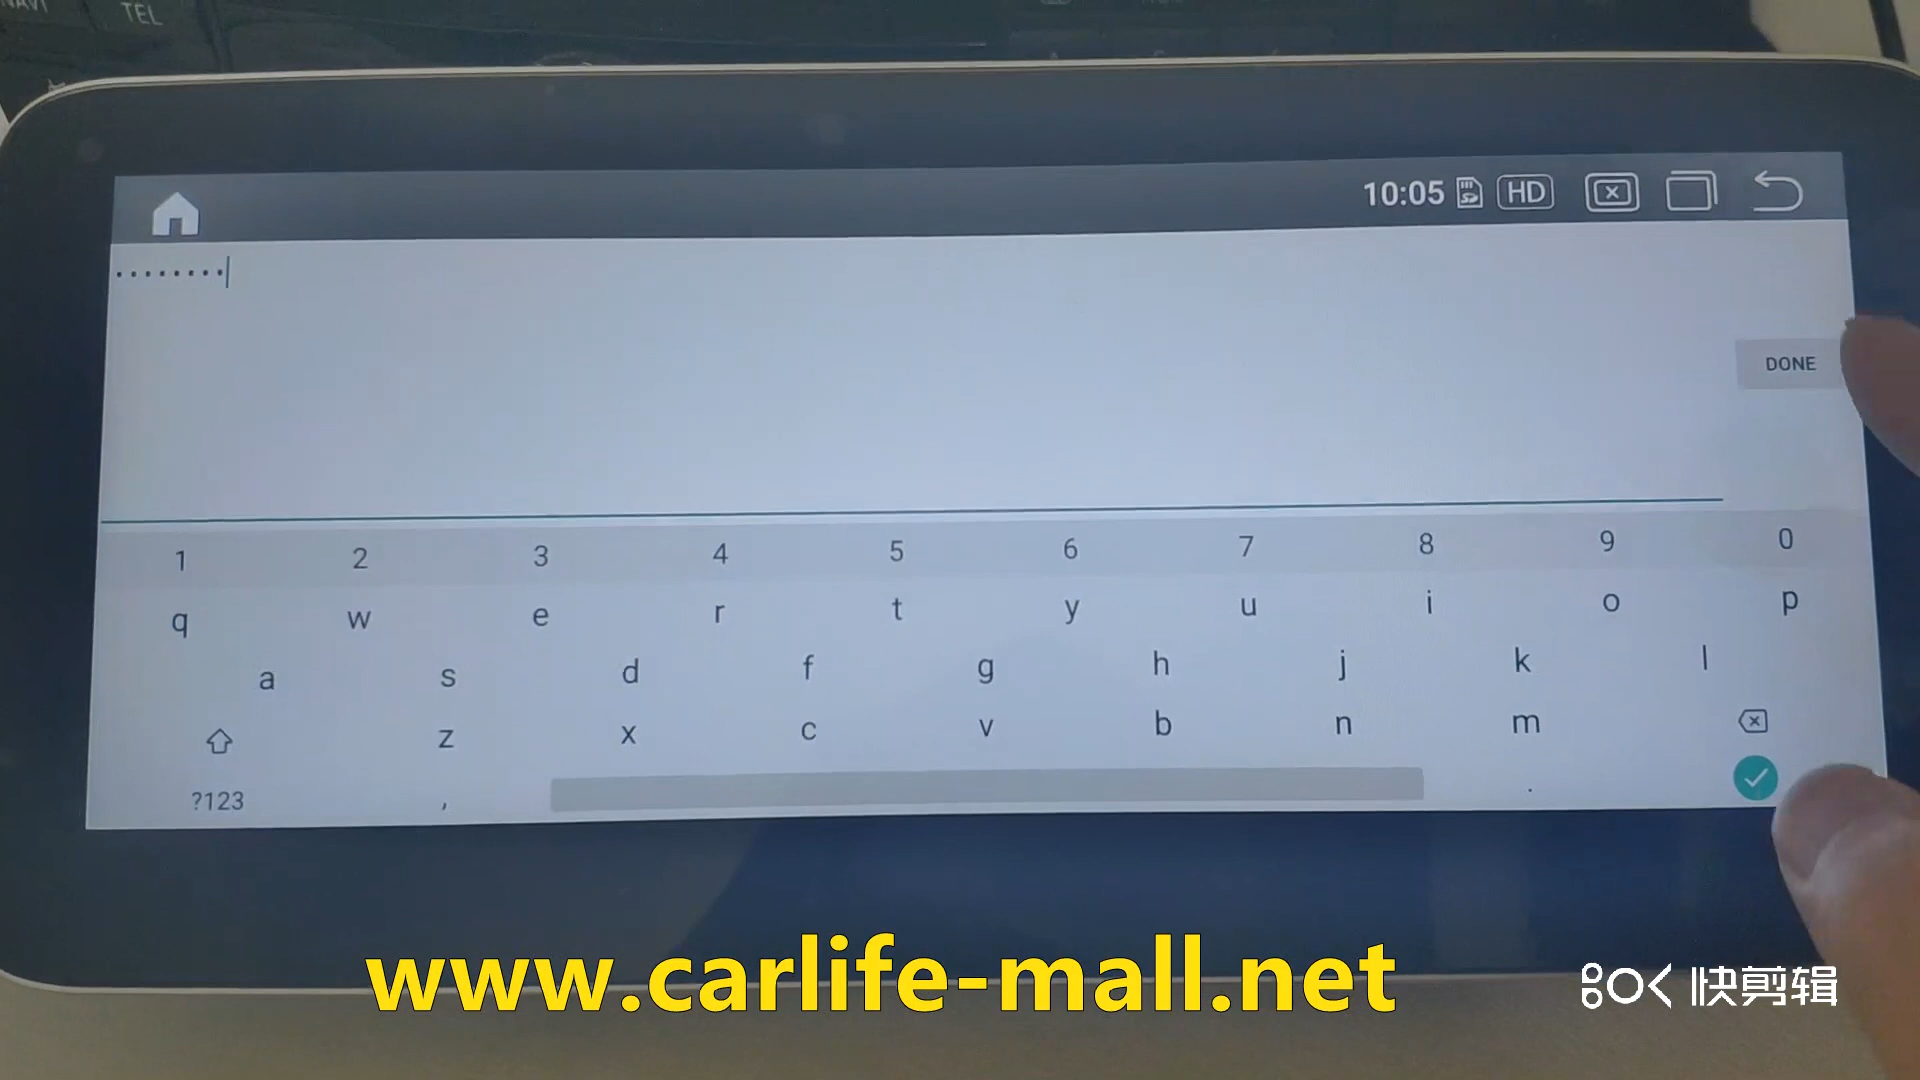 NAVI
TEL
10:05 HD
........
DONE
1 2 3 4 5 6 7 8 9 0
q w e r t y u i o p
a s d f g h j k l
z x c v b n m
?123 , .
www.carlife-mall.net
快剪辑